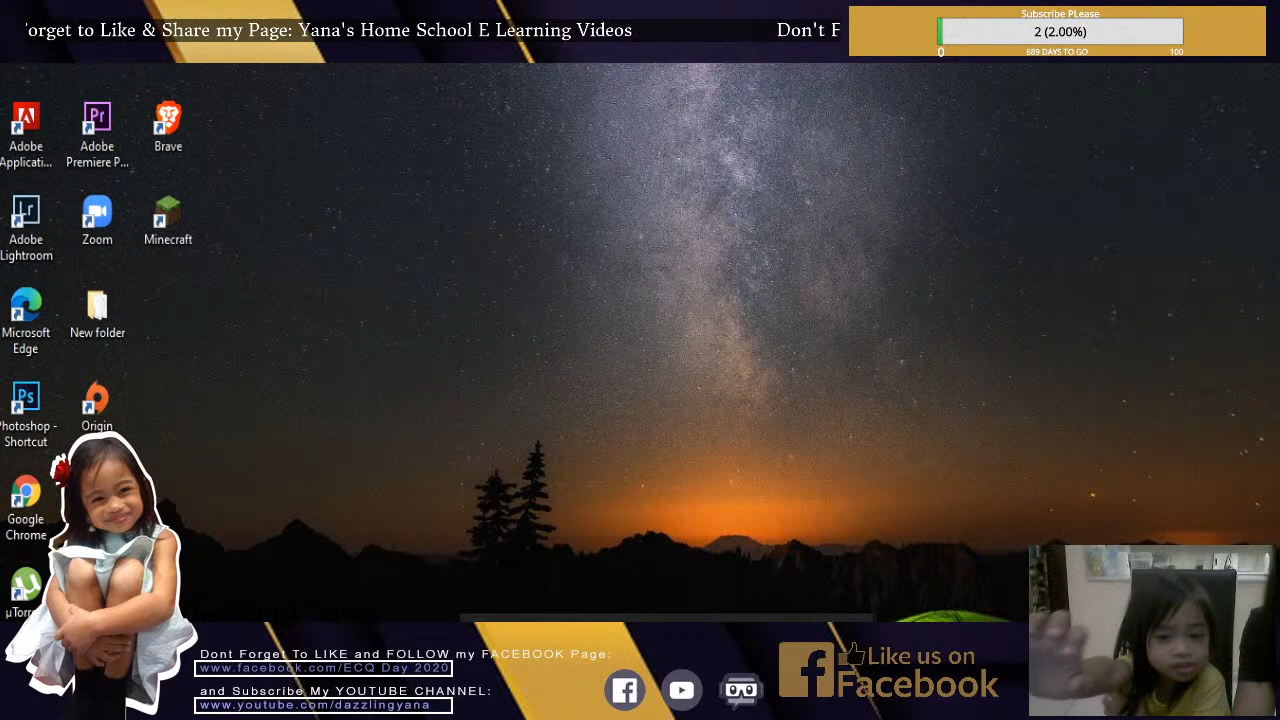 orget to Like & Share my Page: Yana's Home School E Learning Videos Don't F
Subscribe PLease
2 (2.00%)
0 689 DAYS TO GO 100
Adobe Applicati...
Adobe Premiere P...
Brave
Adobe Lightroom
Zoom
Minecraft
Microsoft Edge
New folder
Photoshop - Shortcut
Origin
Google Chrome
µTorr
Dont Forget To LIKE and FOLLOW my FACEBOOK Page:
www.facebook.com/ECQ Day 2020
and Subscribe My YOUTUBE CHANNEL:
www.youtube.com/dazzlingyana
Like us on
Facebook